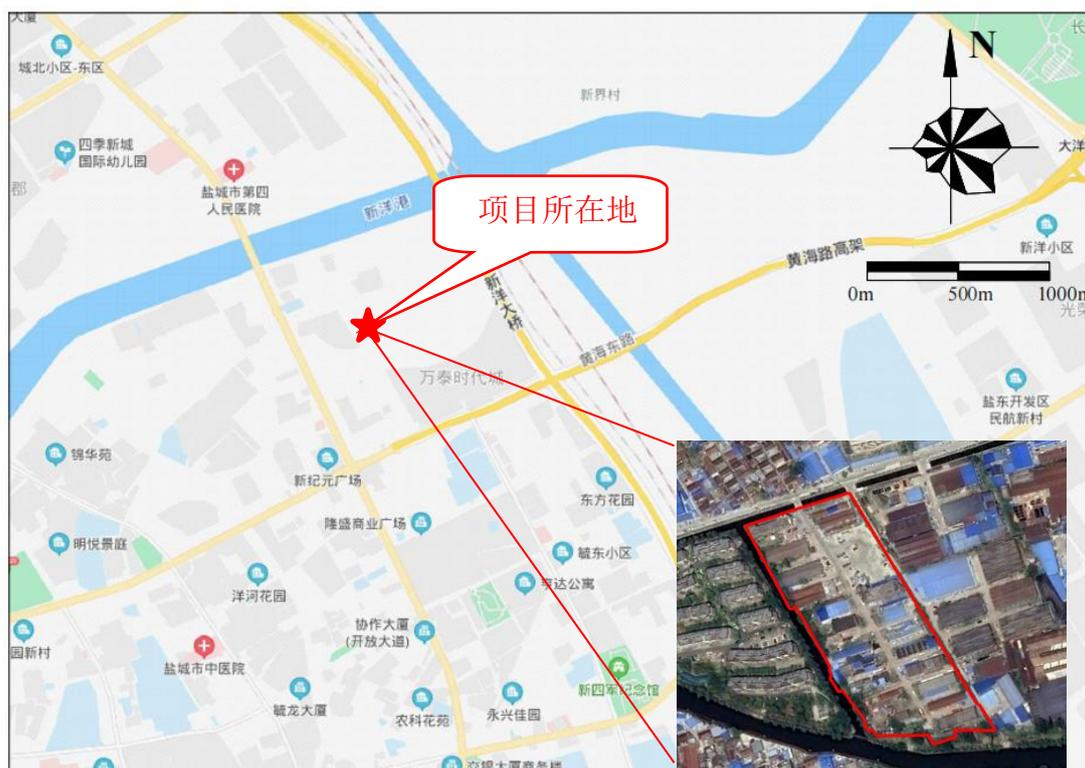 大厦
城北小区-东区
四季新城
国际幼儿园
郡
盐城市第四
人民医院
新洋港
新界村
长
N
大洋
新洋小区
黄海路高架
0m
500m
1000m
光荣
项目所在地
新洋大桥
黄海东路
万泰时代城
盐东开发区
民航新村
锦华苑
新纪元广场
东方花园
隆盛商业广场
明悦景庭
毓东小区
亨达公寓
洋河花园
协作大厦
(开放大道)
园新村
盐城市中医院
新四军纪念馆
毓龙大厦
农科花苑
永兴佳园